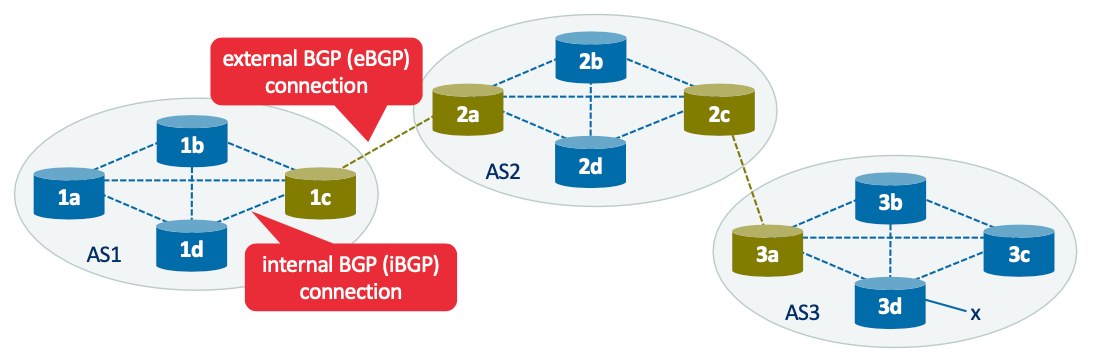 external BGP (eBGP)
connection
2b
2a
2c
2d
AS2
1b
1a
1c
1d
AS1
internal BGP (iBGP)
connection
3b
3a
3c
3d
AS3
x